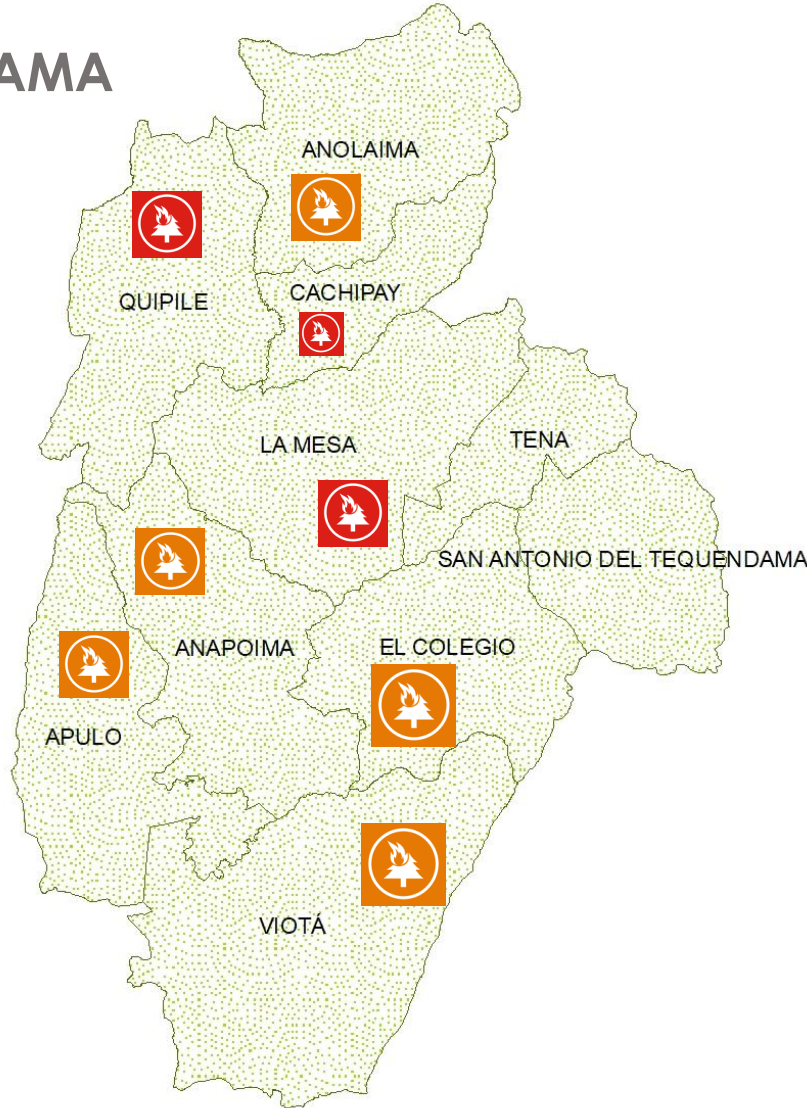 AMA
ANOLAIMA
CACHIPAY
QUIPILE
LA MESA
TENA
SAN ANTONIO DEL TEQUENDAMA
ANAPOIMA
EL COLEGIO
APULO
VIOTÁ